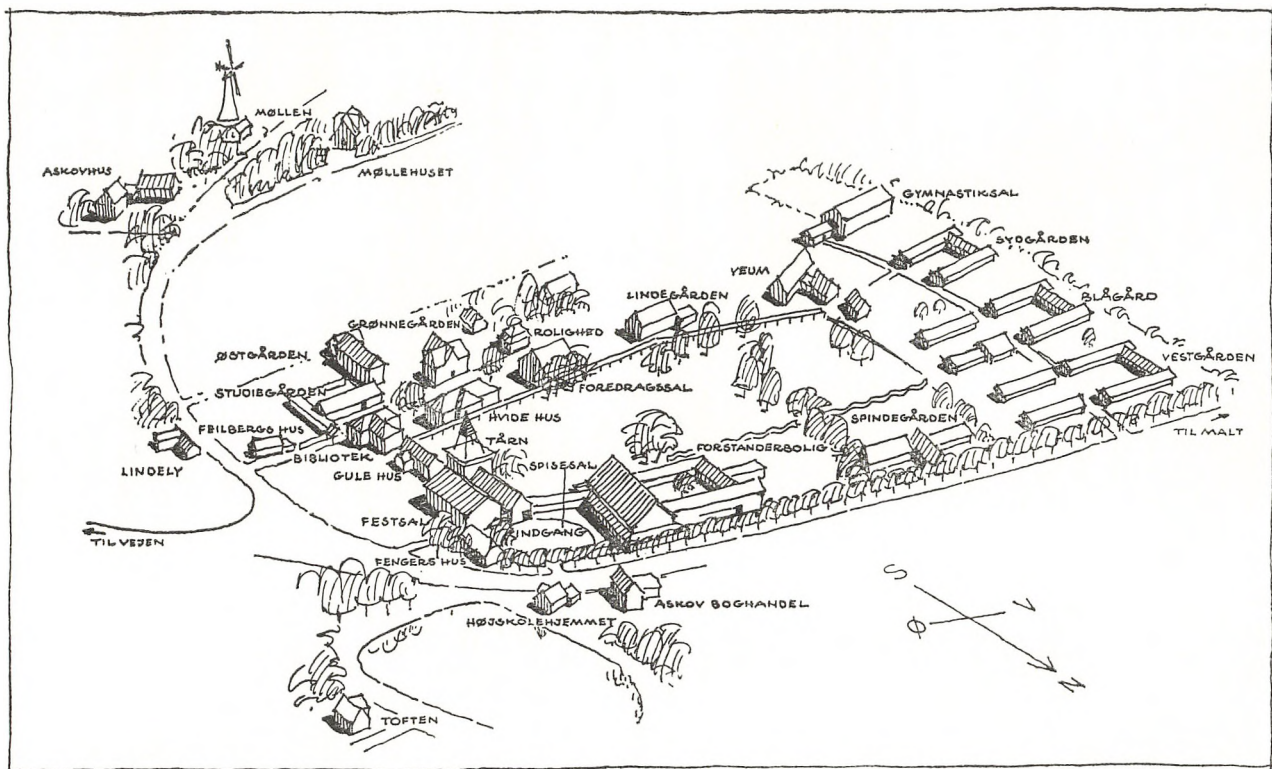 MØLLEN
ASKOVHUS
MØLLEHUSET
GYMNASTIKSAL
SYDGÅRDEN
VEUM
BLÅGÅRD
LINDEGÅRDEN
GRØNNEGÅRDEN
ROLIGHED
ØSTGÅRDEN
VESTGÅRDEN
STUDIEGÅRDEN
FOREDRAGSSAL
HVIDE HUS
SPINDEGÅRDEN
FEILBERGS HUS
TIL MALT
TÅRN
FORSTANDERBOLIG
BIBLIOTEK
LINDELY
SPISESAL
GULE HUS
FESTSAL
INDGANG
TIL VEJEN
FENGERS HUS
S
V
ASKOV BOGHANDEL
HØJSKOLEHJEMMET
Ø
N
TOFTEN